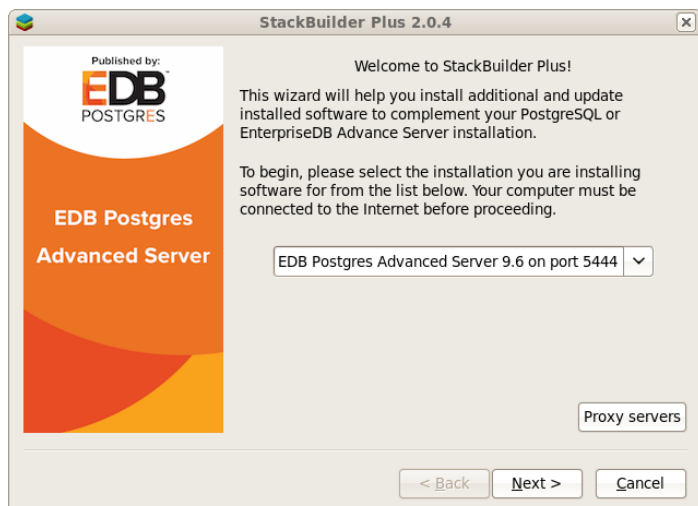 StackBuilder Plus 2.0.4
Published by:
EDB
POSTGRES
EDB Postgres
Advanced Server
Welcome to StackBuilder Plus!
This wizard will help you install additional and update
installed software to complement your PostgreSQL or
EnterpriseDB Advance Server installation.
To begin, please select the installation you are installing
software for from the list below. Your computer must be
connected to the Internet before proceeding.
EDB Postgres Advanced Server 9.6 on port 5444
Proxy servers
< Back
Next >
Cancel